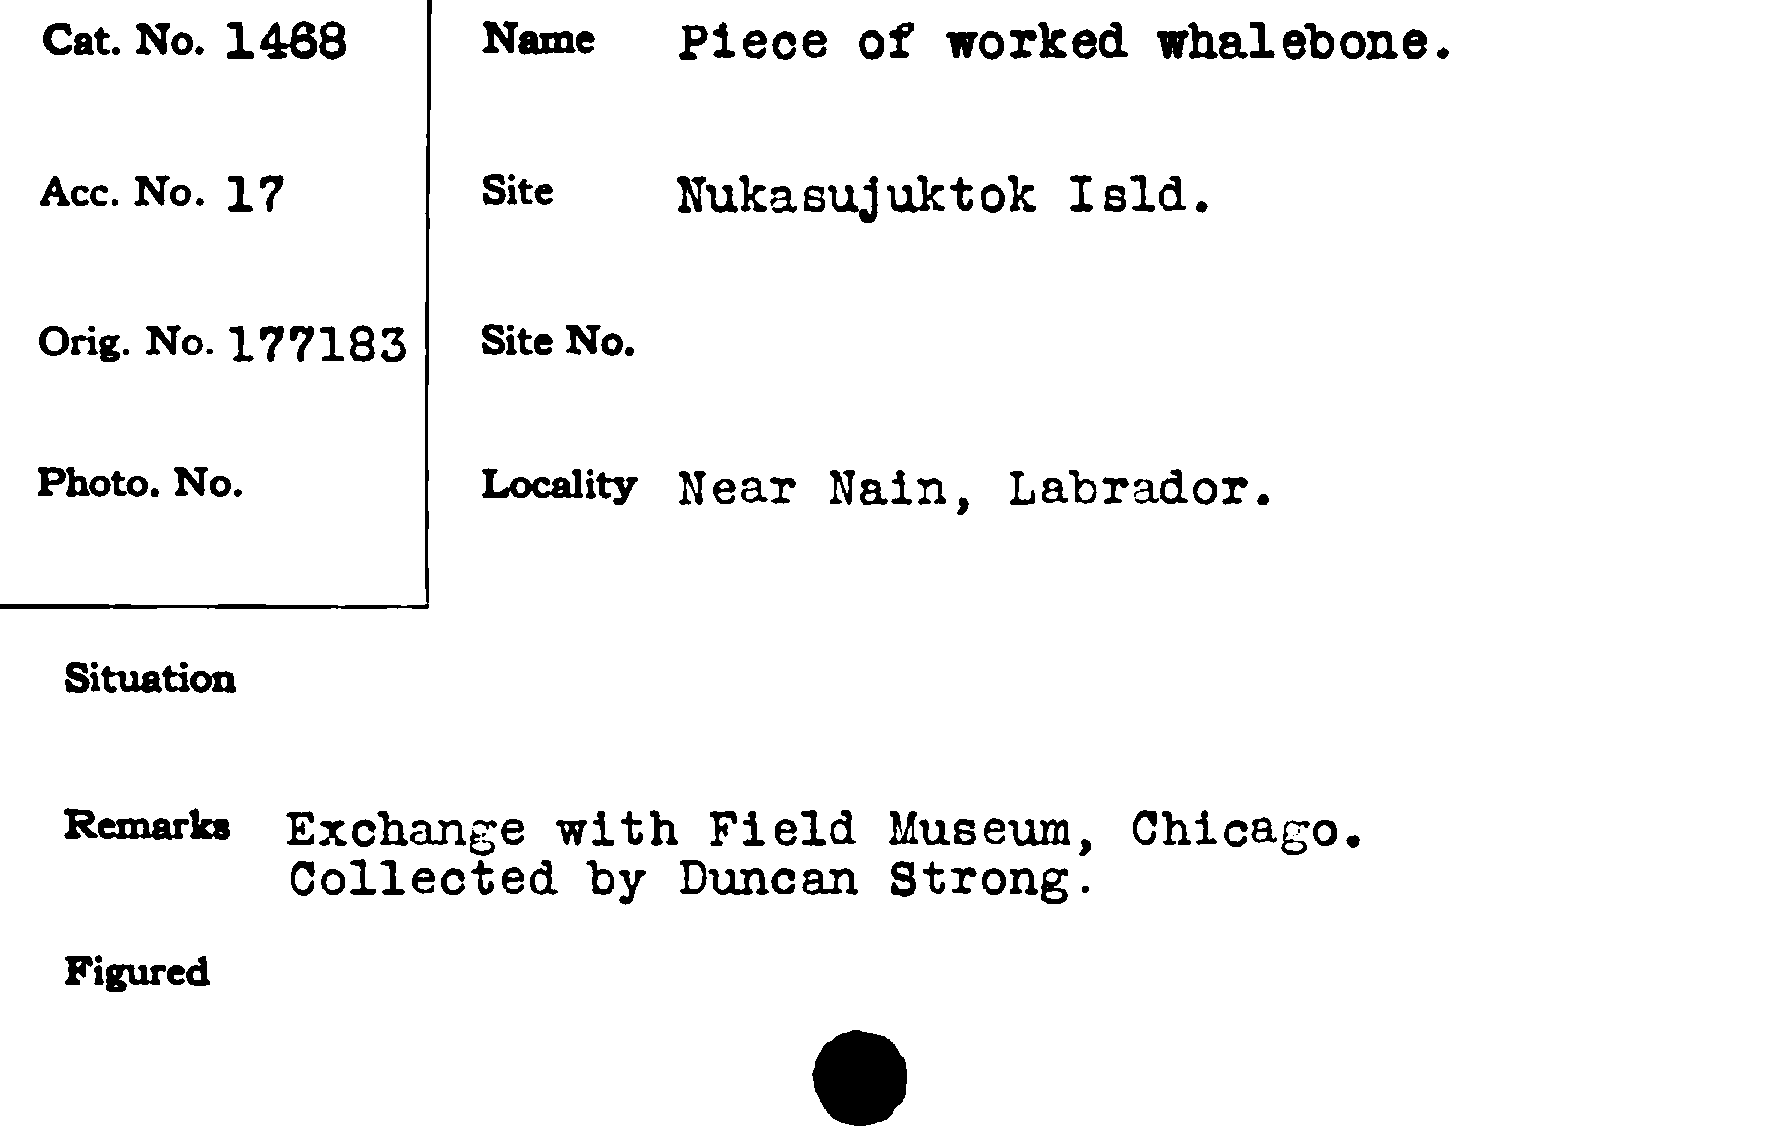 Cat. No. 1468
Name Piece of worked whalebone.
Acc. No. 17
Site Nukasujuktok Isld.
Orig. No. 177183
Site No.
Photo. No.
Locality Near Nain, Labrador.
Situation
Remarks Exchange with Field Museum, Chicago.
Collected by Duncan Strong.
Figured